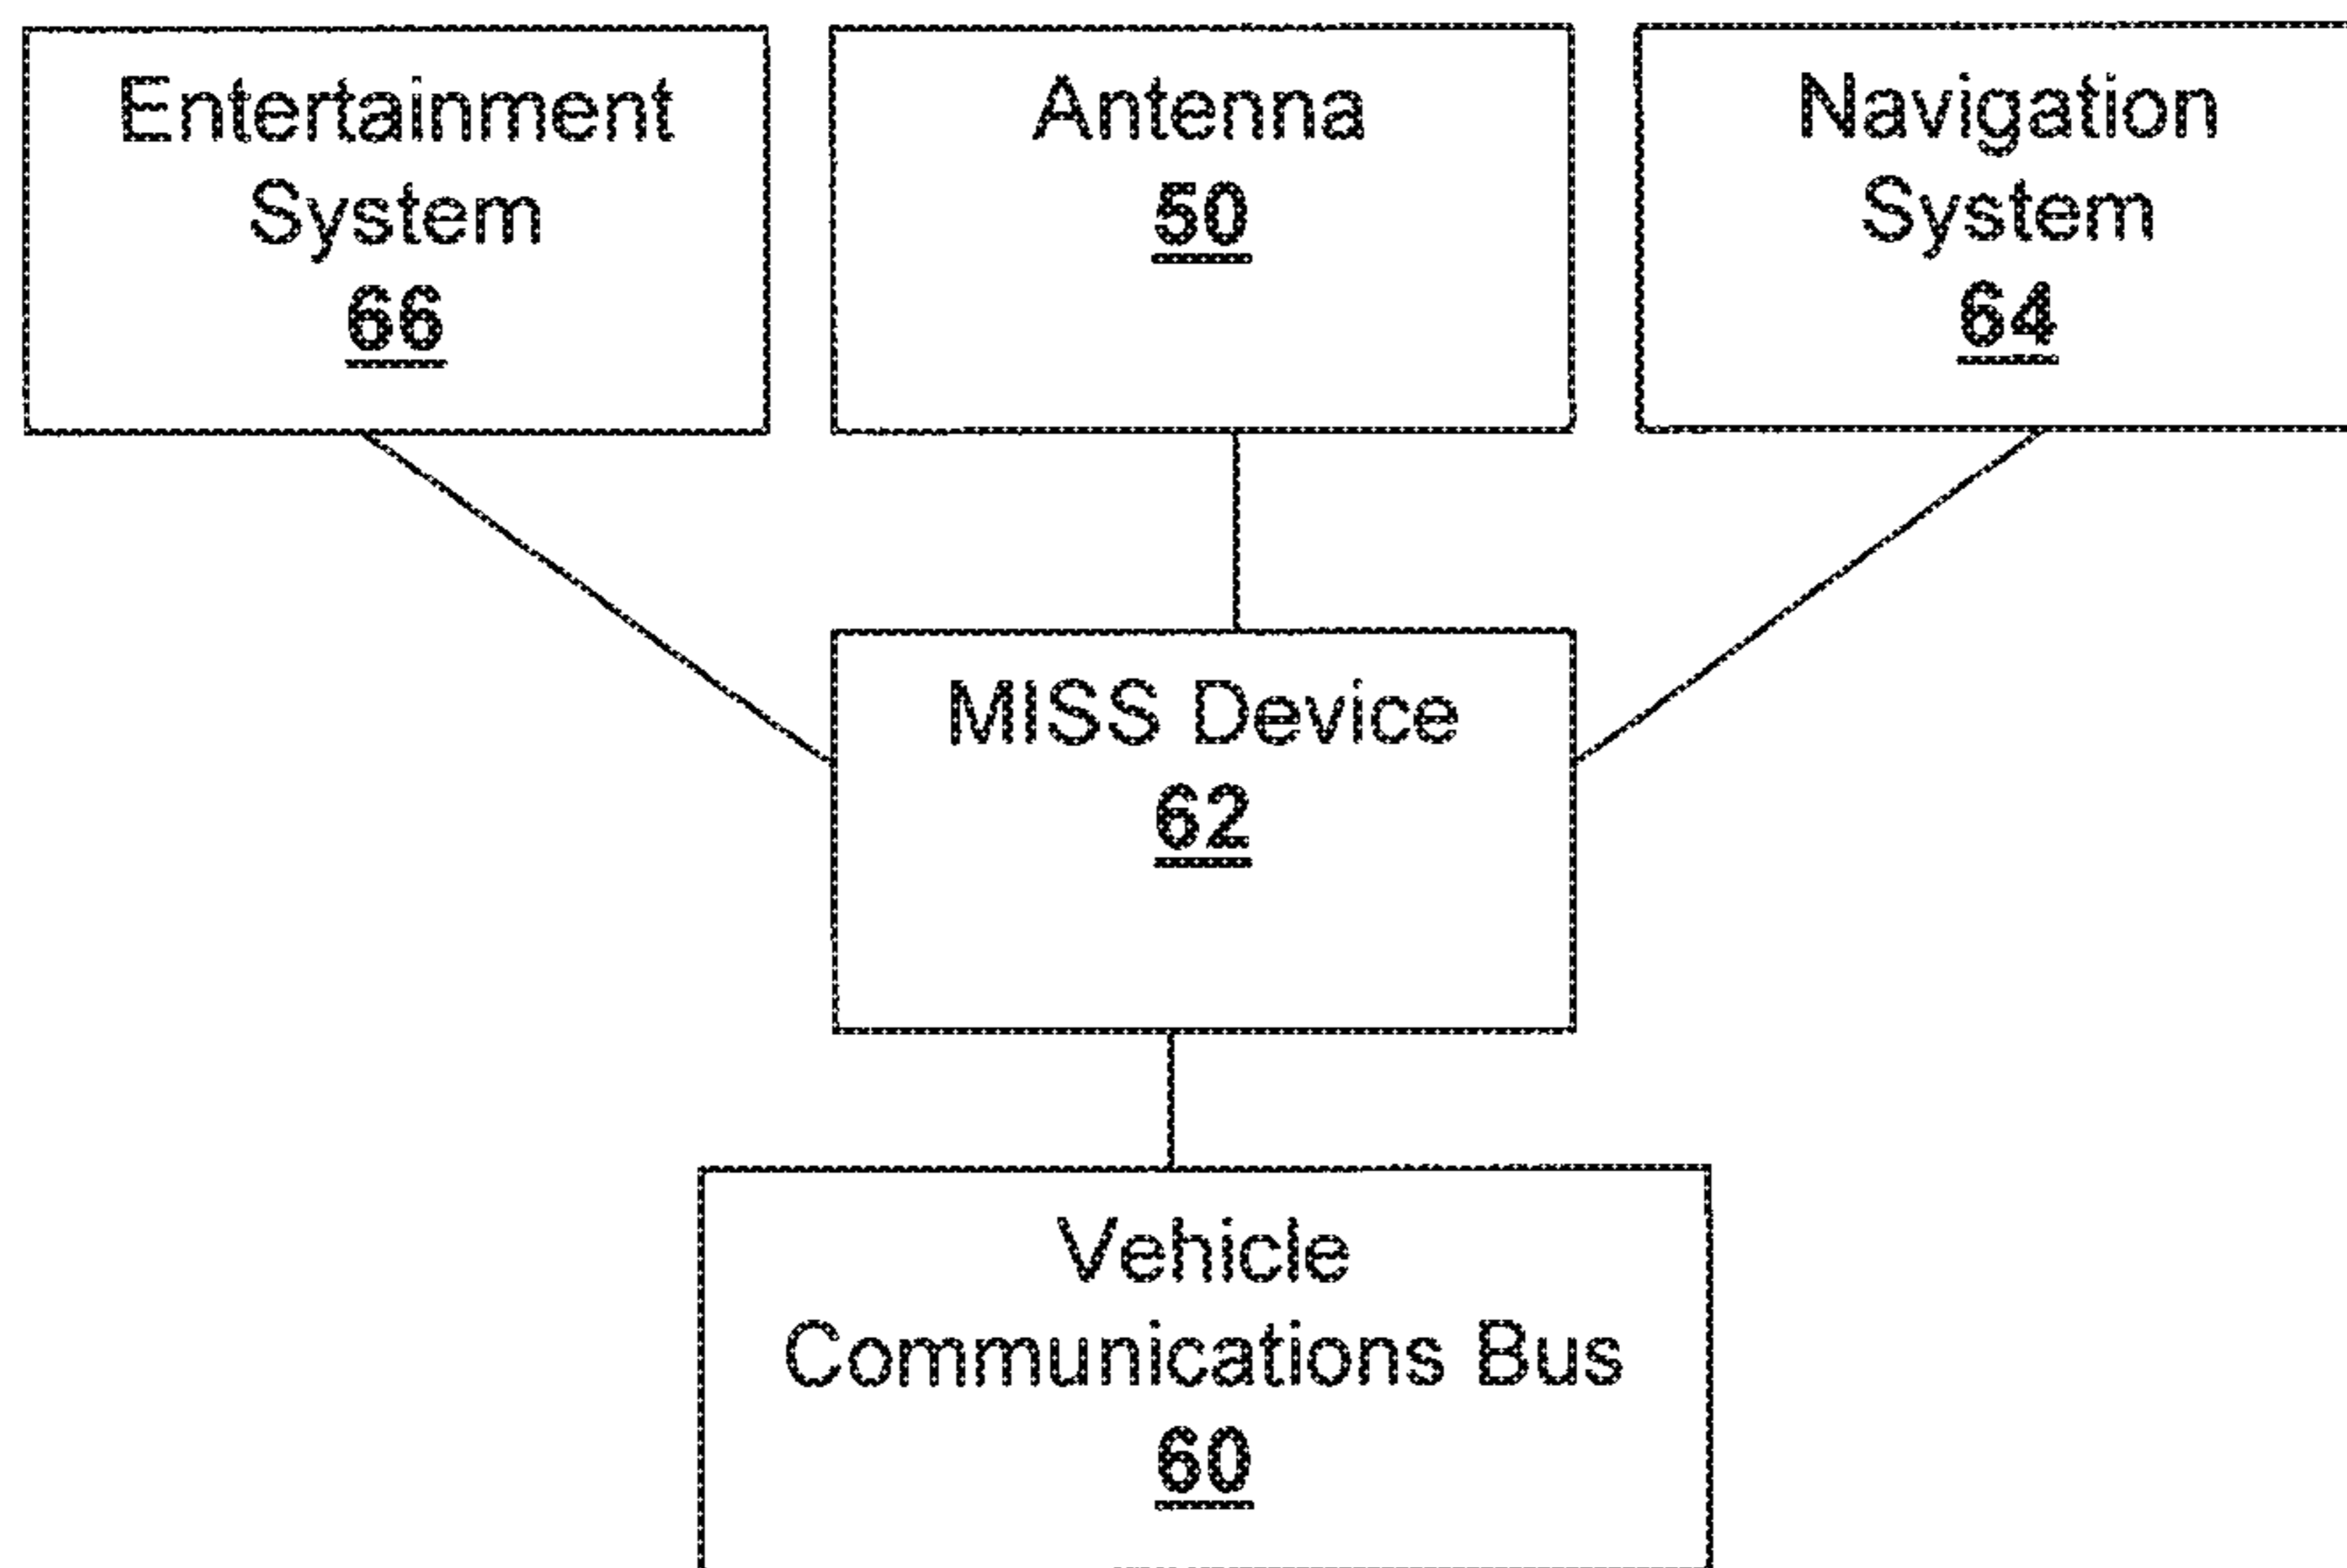 Entertainment
System
66
Antenna
50
Navigation
System
64
MISS Device
62
Vehicle
Communications Bus
60